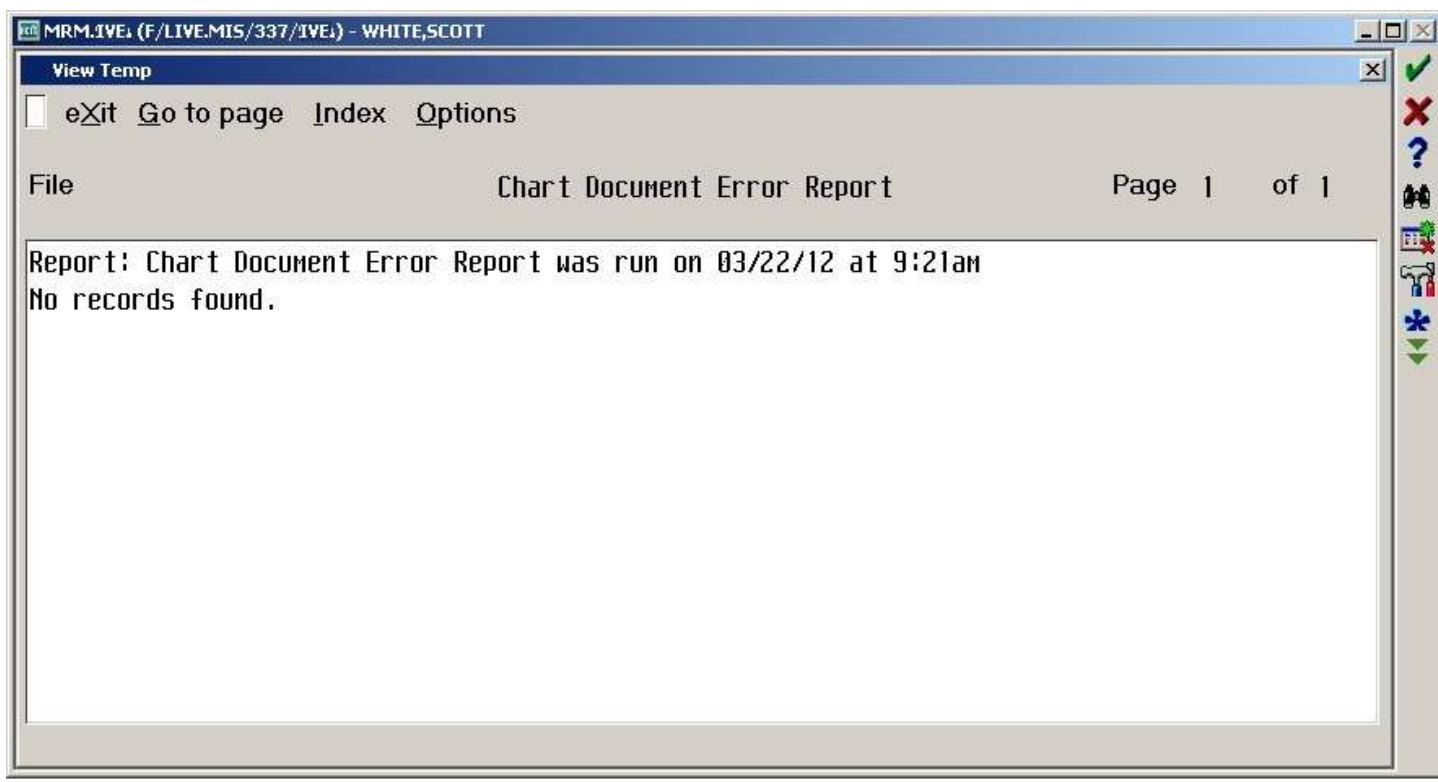 MRM.IVE. (F/LIVE.MIS/337/IVE.) - WHITE,SCOTT
View Temp
eXit Go to page Index Options
File Chart Document Error Report Page 1 of 1
Report: Chart Document Error Report was run on 03/22/12 at 9:21am
No records found.